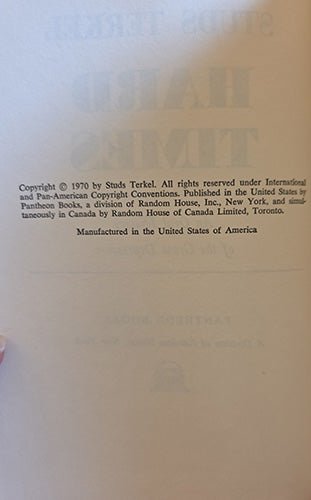 Copyright © 1970 by Studs Terkel. All rights reserved under International
and Pan-American Copyright Conventions. Published in the United States by
Pantheon Books, a division of Random House, Inc., New York, and simul-
taneously in Canada by Random House of Canada Limited, Toronto.
Manufactured in the United States of America